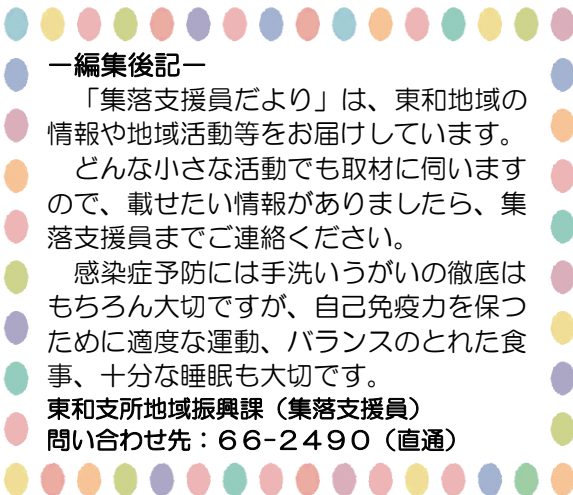 ー編集後記ー
「集落支援員だより」は、東和地域の
情報や地域活動等をお届けしています。
どんな小さな活動でも取材に伺います
ので、載せたい情報がありましたら、集
落支援員までご連絡ください。
感染症予防には手洗いうがいの徹底は
もちろん大切ですが、自己免疫力を保つ
ために適度な運動、バランスのとれた食
事、十分な睡眠も大切です。
東和支所地域振興課（集落支援員）
問い合わせ先：６６-２４９０（直通）